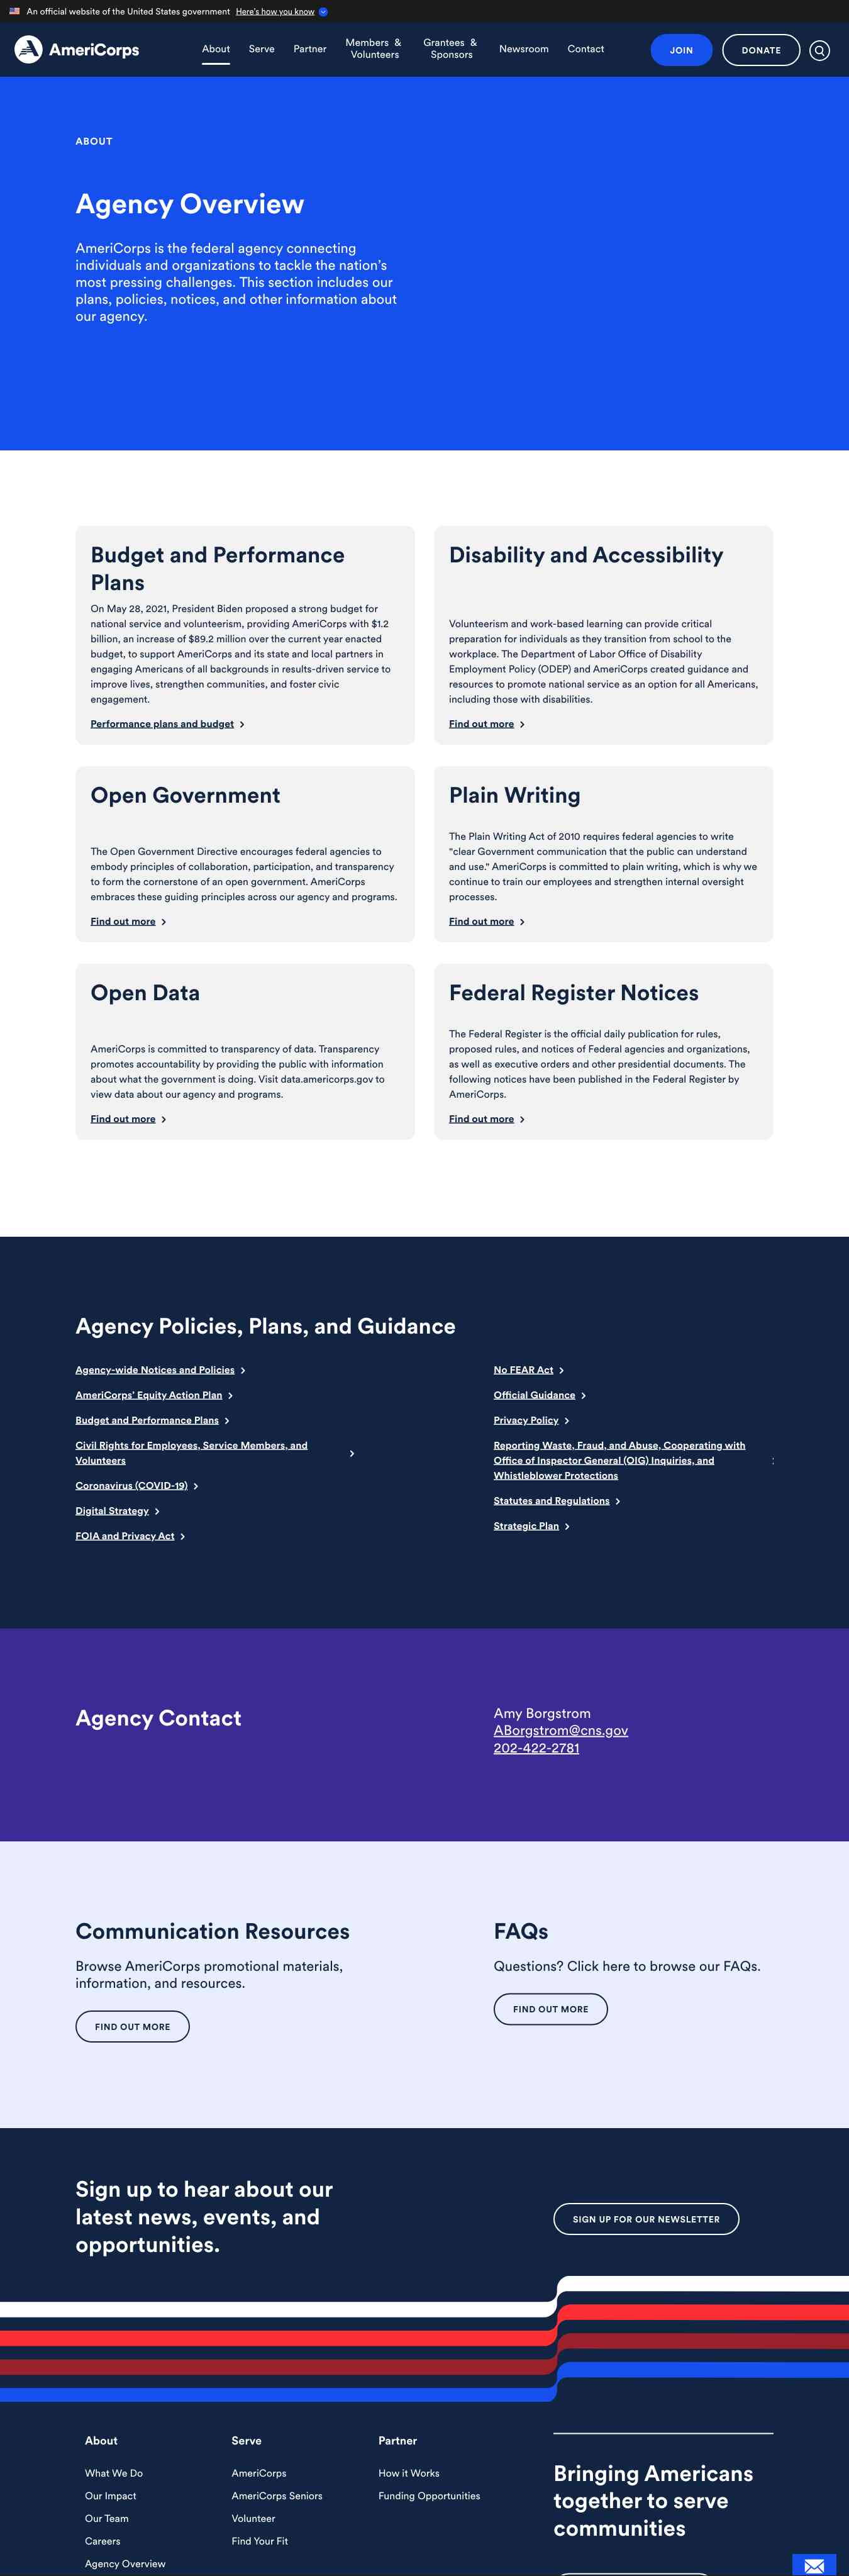 An official website of the United States government Here's how you know
AmeriCorps
About
Serve
Partner
Members &
Volunteers
Grantees &
Sponsors
Newsroom
Contact
JOIN
DONATE
ABOUT
Agency Overview
AmeriCorps is the federal agency connecting
individuals and organizations to tackle the nation's
most pressing challenges. This section includes our
plans, policies, notices, and other information about
our agency.
Budget and Performance
Plans
On May 28, 2021, President Biden proposed a strong budget for
national service and volunteerism, providing AmeriCorps with $1.2
billion, an increase of $89.2 million over the current year enacted
budget, to support AmeriCorps and its state and local partners in
engaging Americans of all backgrounds in results-driven service to
improve lives, strengthen communities, and foster civic
engagement.
Performance plans and budget
Disability and Accessibility
Volunteerism and work-based learning can provide critical
preparation for individuals as they transition from school to the
workplace. The Department of Labor Office of Disability
Employment Policy (ODEP) and AmeriCorps created guidance and
resources to promote national service as an option for all Americans,
including those with disabilities.
Find out more
Open Government
The Open Government Directive encourages federal agencies to
embody principles of collaboration, participation, and transparency
to form the cornerstone of an open government. AmeriCorps
embraces these guiding principles across our agency and programs.
Find out more
Plain Writing
The Plain Writing Act of 2010 requires federal agencies to write
"clear Government communication that the public can understand
and use." AmeriCorps is committed to plain writing, which is why we
continue to train our employees and strengthen internal oversight
processes.
Find out more
Open Data
AmeriCorps is committed to transparency of data. Transparency
promotes accountability by providing the public with information
about what the government is doing. Visit data.americorps.gov to
view data about our agency and programs.
Find out more
Federal Register Notices
The Federal Register is the official daily publication for rules,
proposed rules, and notices of Federal agencies and organizations,
as well as executive orders and other presidential documents. The
following notices have been published in the Federal Register by
AmeriCorps.
Find out more
Agency Policies, Plans, and Guidance
Agency-wide Notices and Policies
AmeriCorps' Equity Action Plan
Budget and Performance Plans
Civil Rights for Employees, Service Members, and
Volunteers
Coronavirus (COVID-19)
Digital Strategy
FOIA and Privacy Act
No FEAR Act
Official Guidance
Privacy Policy
Reporting Waste, Fraud, and Abuse, Cooperating with
Office of Inspector General (OIG) Inquiries, and
Whistleblower Protections
Statutes and Regulations
Strategic Plan
Agency Contact
Amy Borgstrom
ABorgstrom@cns.gov
202-422-2781
Communication Resources
Browse AmeriCorps promotional materials,
information, and resources.
FIND OUT MORE
FAQs
Questions? Click here to browse our FAQs.
FIND OUT MORE
Sign up to hear about our
latest news, events, and
opportunities.
SIGN UP FOR OUR NEWSLETTER
About
What We Do
Our Impact
Our Team
Careers
Agency Overview
Serve
AmeriCorps
AmeriCorps Seniors
Volunteer
Find Your Fit
Partner
How it Works
Funding Opportunities
Bringing Americans
together to serve
communities